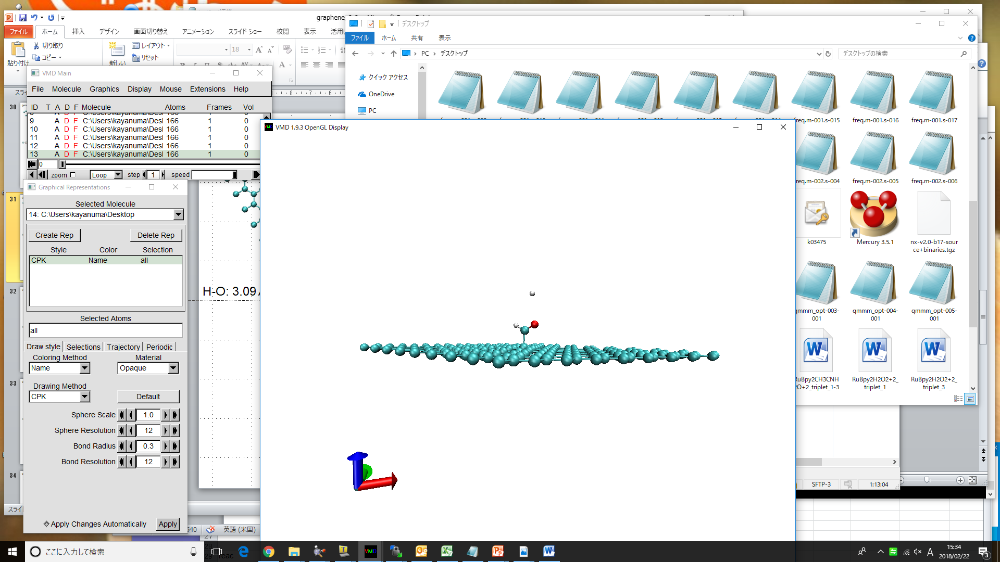 ファイル
ホーム
挿入
デザイン
画面切り替え
アニメーション
スライド ショー
校閲
表示
切り取り
コピー
貼り付け
レイアウト
リセット
新しい
18
VMD Main
File Molecule Graphics Display Mouse Extensions Help
ID T A D F Molecule Atoms Frames Vol
9 A D F C:\Users\kayanuma\Desl 166 1 0
10 A D F C:\Users\kayanuma\Desl 166 1 0
11 A D F C:\Users\kayanuma\Desl 166 1 0
12 A D F C:\Users\kayanuma\Desl 166 1 0
13 A D F C:\Users\kayanuma\Desl 166 1 0
0
zoom Loop step 1 speed
Graphical Representations
Selected Molecule
14: C:\Users\kayanuma\Desktop
Create Rep Delete Rep
Style Color Selection
CPK Name all
Selected Atoms
all
Draw style Selections Trajectory Periodic
Coloring Method Material
Name Opaque
Drawing Method
CPK Default
Sphere Scale 1.0
Sphere Resolution 12
Bond Radius 0.3
Bond Resolution 12
Apply Changes Automatically Apply
30
31
32
33
34
H-O: 3.09
英語 (米国)
デスクトップ
ファイル ホーム 共有 表示
PC デスクトップ
デスクトップの検索
クイック アクセス
OneDrive
PC
freq.m-001.s-015 freq.m-001.s-016 freq.m-001.s-017
req.m-002.s-004 freq.m-002.s-005 freq.m-002.s-006
k03475 Mercury 3.5.1 nx-v2.0-b17-sour
ce+binaries.tgz
qmmm_opt-003-
001
qmmm_opt-004-
001
qmmm_opt-005-
001
RuBpy2CH3CNH
2O+2_triplet_1-3
RuBpy2H2O2+2_
triplet_1
RuBpy2H2O2+2_
triplet_3
VMD 1.9.3 OpenGL Display
SFTP-3 1:13:04
ここに入力して検索
VMD
A
15:34
2018/02/22
3